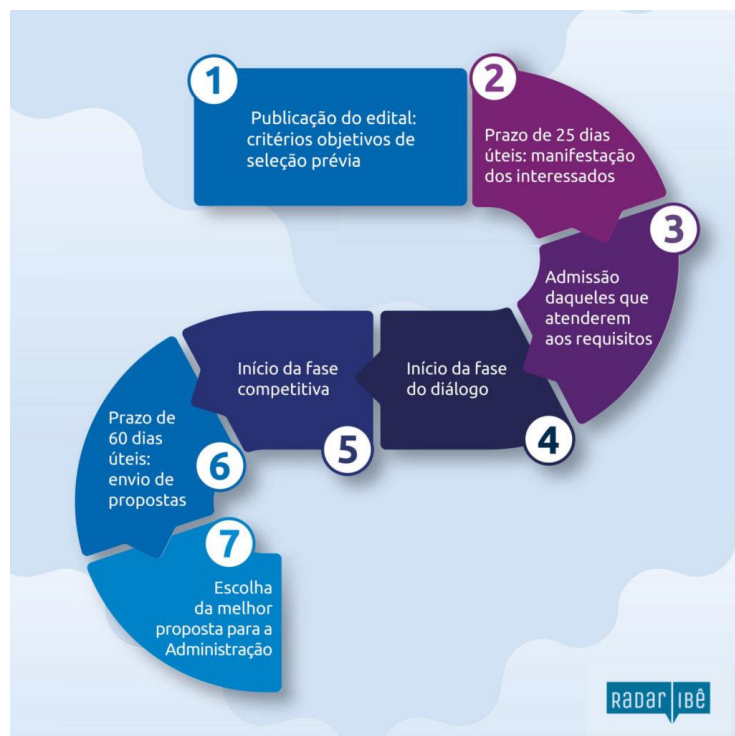 1
Publicação do edital:
critérios objetivos de
seleção prévia
2
Prazo de 25 dias
úteis: manifestação
dos interessados
3
Admissão
daqueles que
atenderem
aos requisitos
4
Início da fase
do diálogo
5
Início da fase
competitiva
6
Prazo de
60 dias
úteis:
envio de
propostas
7
Escolha
da melhor
proposta para a
Administração
RADAR IBÊ